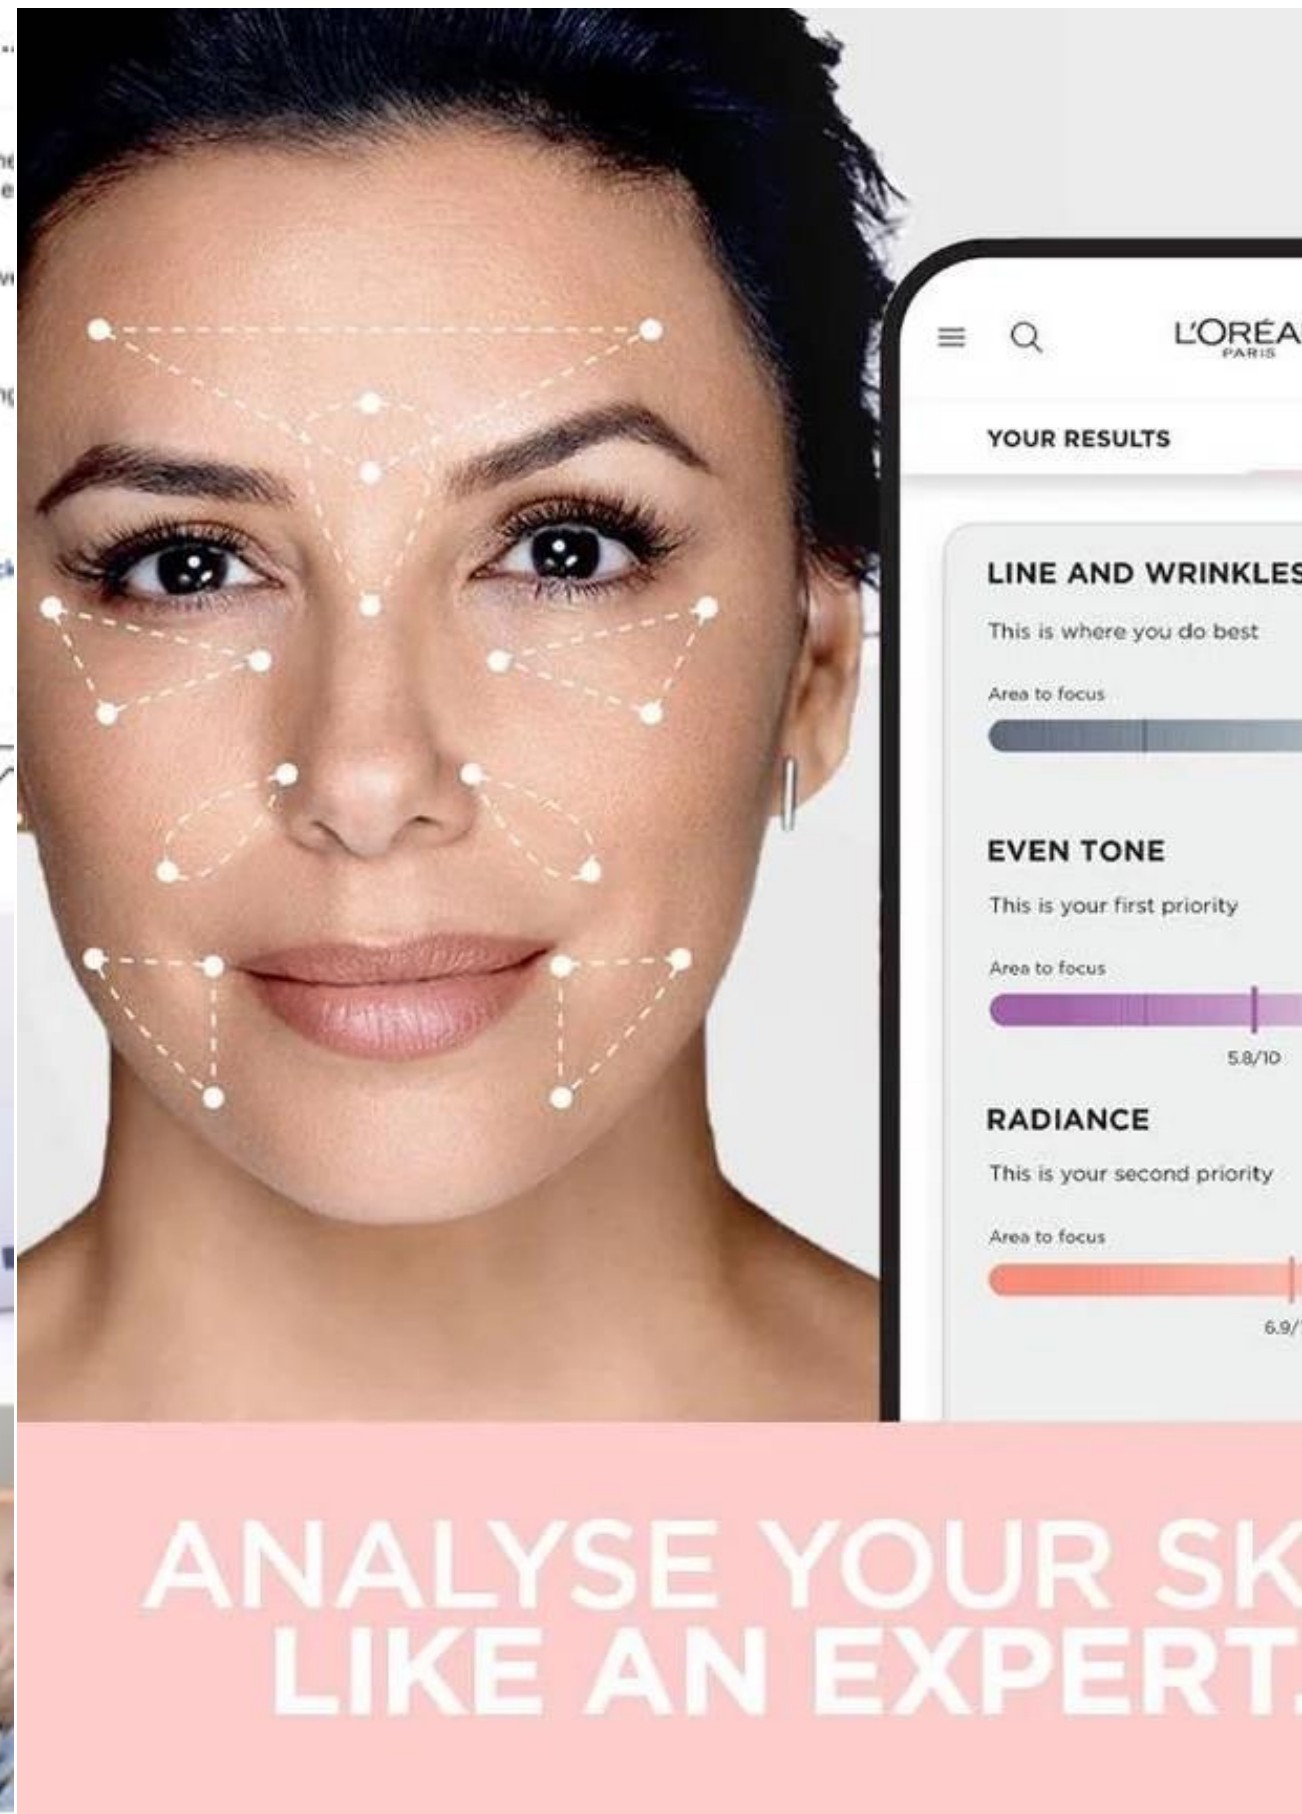 L'ORÉA
PARIS
YOUR RESULTS
LINE AND WRINKLES
This is where you do best
Area to focus
EVEN TONE
This is your first priority
Area to focus
5.8/10
RADIANCE
This is your second priority
Area to focus
6.9/
ANALYSE YOUR SK
LIKE AN EXPERT.